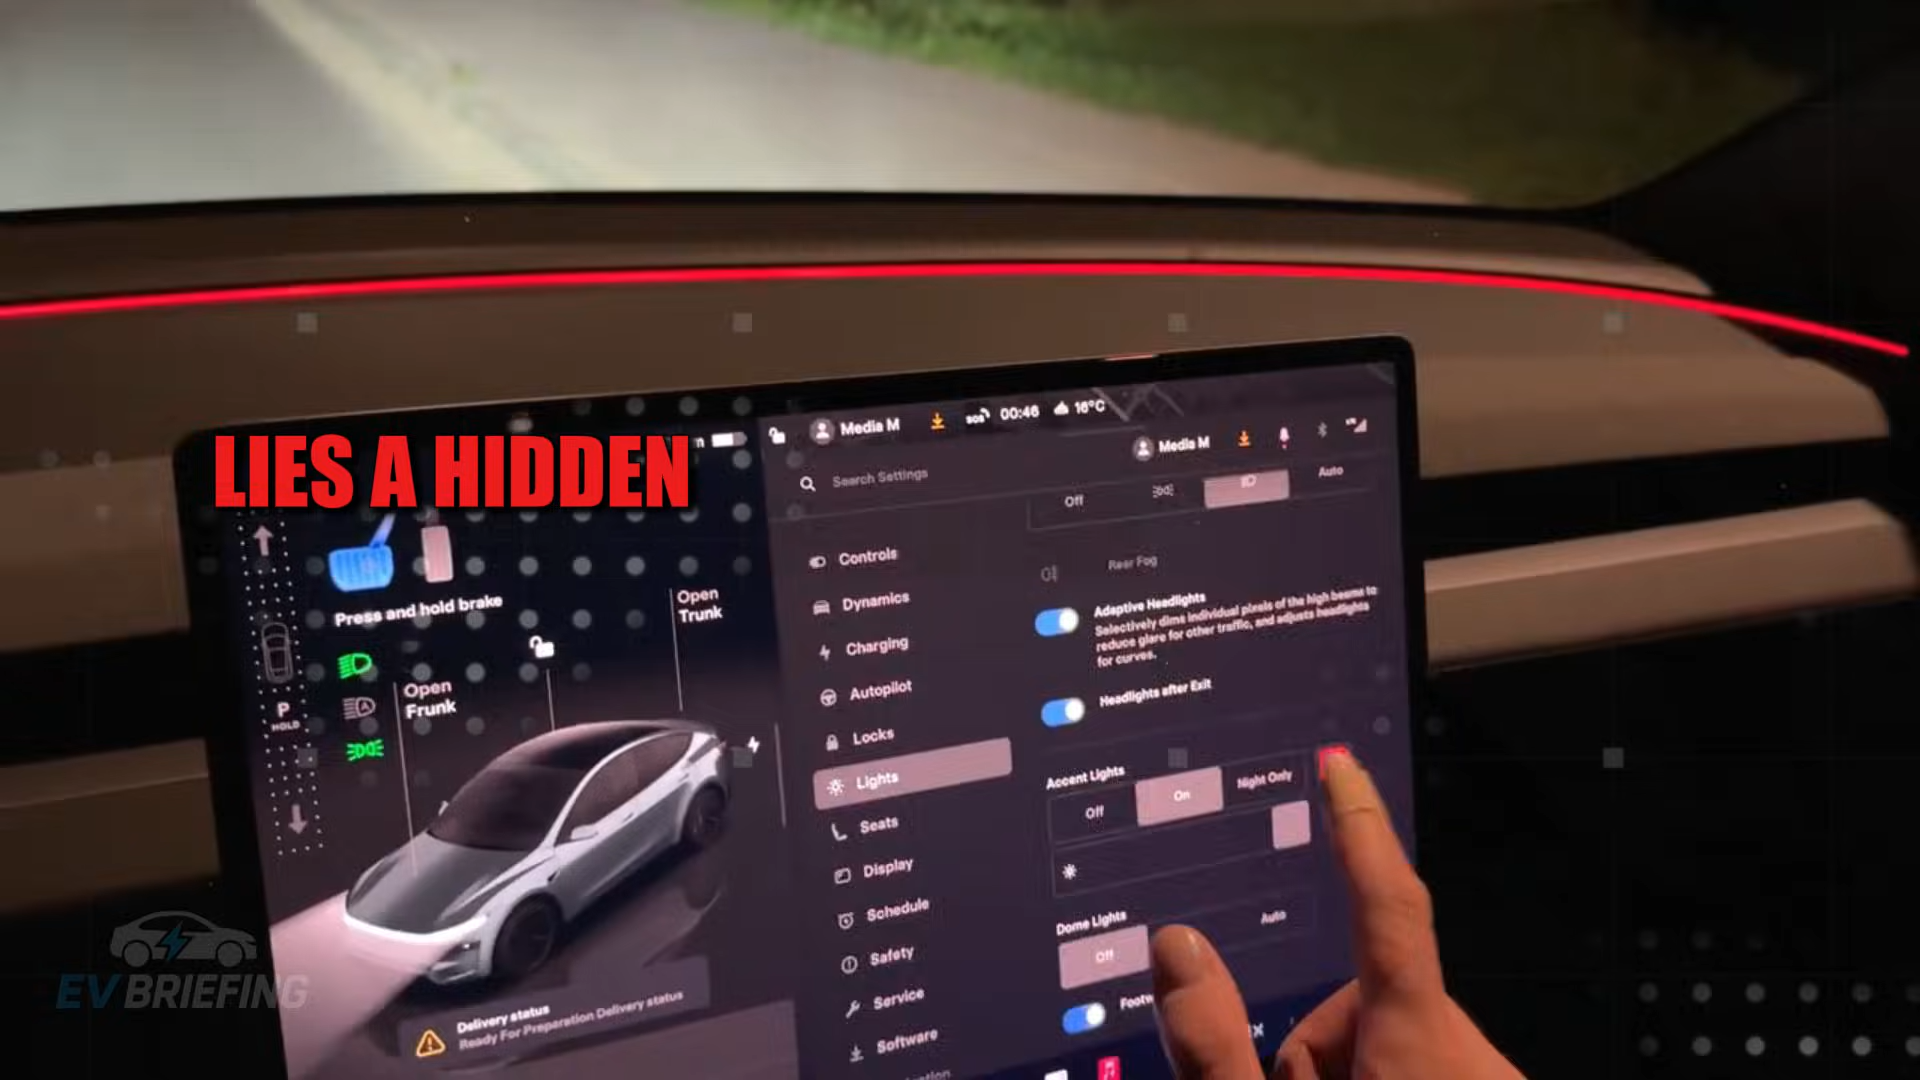 LIES A HIDDEN
Press and hold brake
Open
Trunk
Open
Frunk
P
HOLD
Delivery status
Ready For Preparation Delivery status
Media M
SOS
00:46
16°C
Media M
Search Settings
Controls
Dynamics
Charging
Autopilot
Locks
Lights
Seats
Display
Schedule
Safety
Service
Software
Off
Auto
Rear Fog
Adaptive Headlights
Selectively dims individual pixels of the high beams to
reduce glare for other traffic, and adjusts headlights
for curves.
Headlights after Exit
Accent Lights
Off
On
Night Only
Dome Lights
Off
Auto
EV BRIEFING